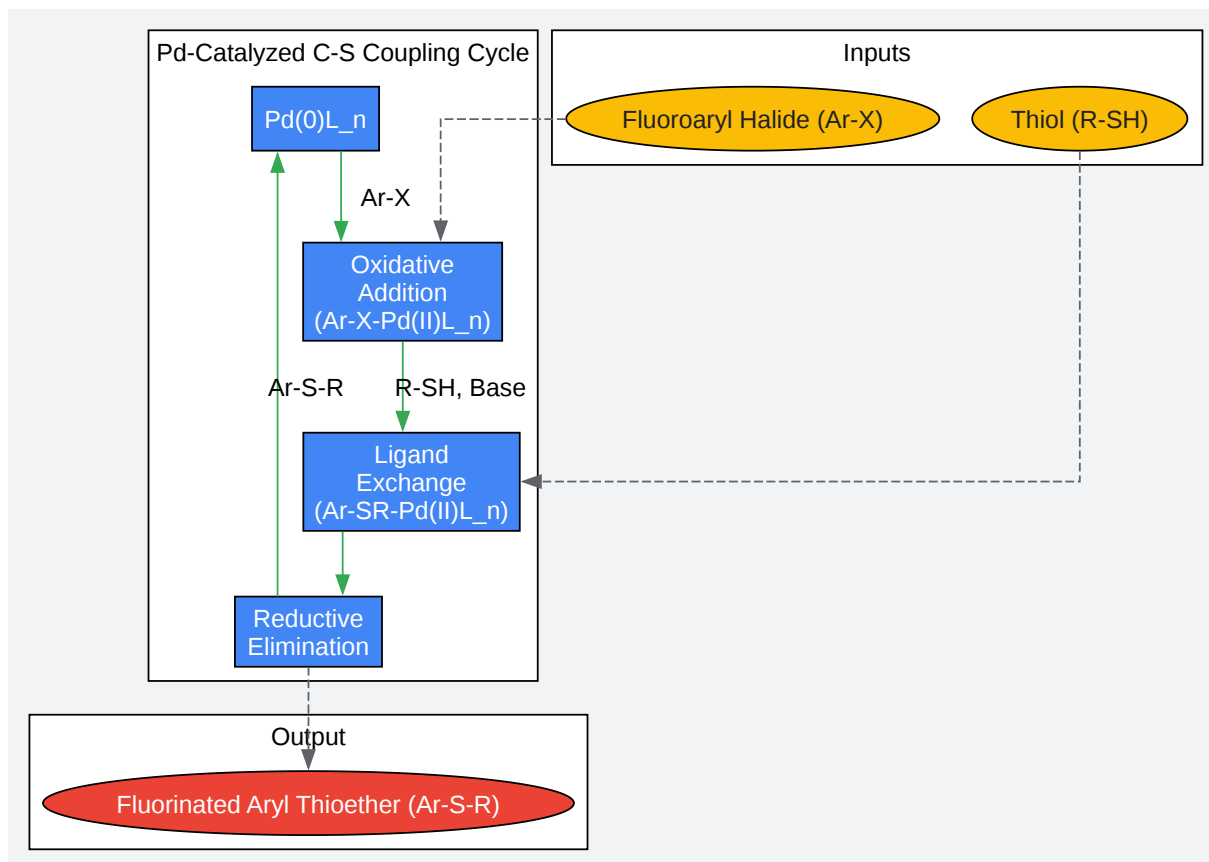 Pd-Catalyzed C-S Coupling Cycle
Inputs
Pd(0)L_n
Fluoroaryl Halide (Ar-X)
Thiol (R-SH)
Ar-X
Oxidative
Addition
(Ar-X-Pd(II)L_n)
Ar-S-R
R-SH, Base
Ligand
Exchange
(Ar-SR-Pd(II)L_n)
Reductive
Elimination
Output
Fluorinated Aryl Thioether (Ar-S-R)